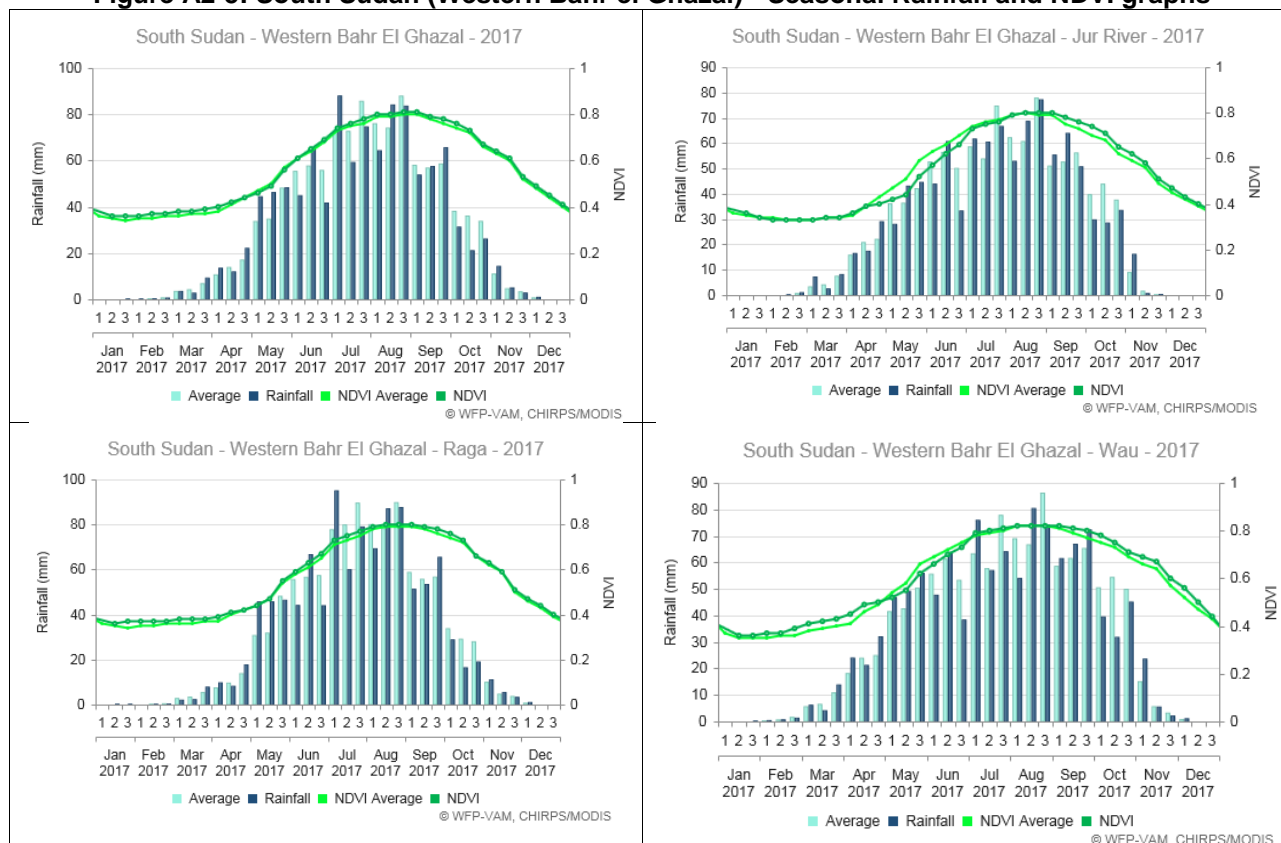 South Sudan (Western Bahr el Ghazal) - Seasonal Rainfall and NDVI graphs
South Sudan - Western Bahr El Ghazal - 2017
100
80
60
40
20
0
Rainfall (mm)
1
0.8
0.6
0.4
0.2
0
NDVI
1 2 3 1 2 3 1 2 3 1 2 3 1 2 3 1 2 3 1 2 3 1 2 3 1 2 3 1 2 3 1 2 3 1 2 3
Jan Feb Mar Apr May Jun Jul Aug Sep Oct Nov Dec
2017 2017 2017 2017 2017 2017 2017 2017 2017 2017 2017 2017
Average Rainfall NDVI Average NDVI
© WFP-VAM, CHIRPS/MODIS
South Sudan - Western Bahr El Ghazal - Jur River - 2017
90
80
70
60
50
40
30
20
10
0
Rainfall (mm)
1
0.8
0.6
0.4
0.2
0
NDVI
1 2 3 1 2 3 1 2 3 1 2 3 1 2 3 1 2 3 1 2 3 1 2 3 1 2 3 1 2 3 1 2 3 1 2 3
Jan Feb Mar Apr May Jun Jul Aug Sep Oct Nov Dec
2017 2017 2017 2017 2017 2017 2017 2017 2017 2017 2017 2017
Average Rainfall NDVI Average NDVI
© WFP-VAM, CHIRPS/MODIS
South Sudan - Western Bahr El Ghazal - Raga - 2017
100
80
60
40
20
0
Rainfall (mm)
1
0.8
0.6
0.4
0.2
0
NDVI
1 2 3 1 2 3 1 2 3 1 2 3 1 2 3 1 2 3 1 2 3 1 2 3 1 2 3 1 2 3 1 2 3 1 2 3
Jan Feb Mar Apr May Jun Jul Aug Sep Oct Nov Dec
2017 2017 2017 2017 2017 2017 2017 2017 2017 2017 2017 2017
Average Rainfall NDVI Average NDVI
© WFP-VAM, CHIRPS/MODIS
South Sudan - Western Bahr El Ghazal - Wau - 2017
90
80
70
60
50
40
30
20
10
0
Rainfall (mm)
1
0.8
0.6
0.4
0.2
0
NDVI
1 2 3 1 2 3 1 2 3 1 2 3 1 2 3 1 2 3 1 2 3 1 2 3 1 2 3 1 2 3 1 2 3 1 2 3
Jan Feb Mar Apr May Jun Jul Aug Sep Oct Nov Dec
2017 2017 2017 2017 2017 2017 2017 2017 2017 2017 2017 2017
Average Rainfall NDVI Average NDVI
© WFP-VAM, CHIRPS/MODIS